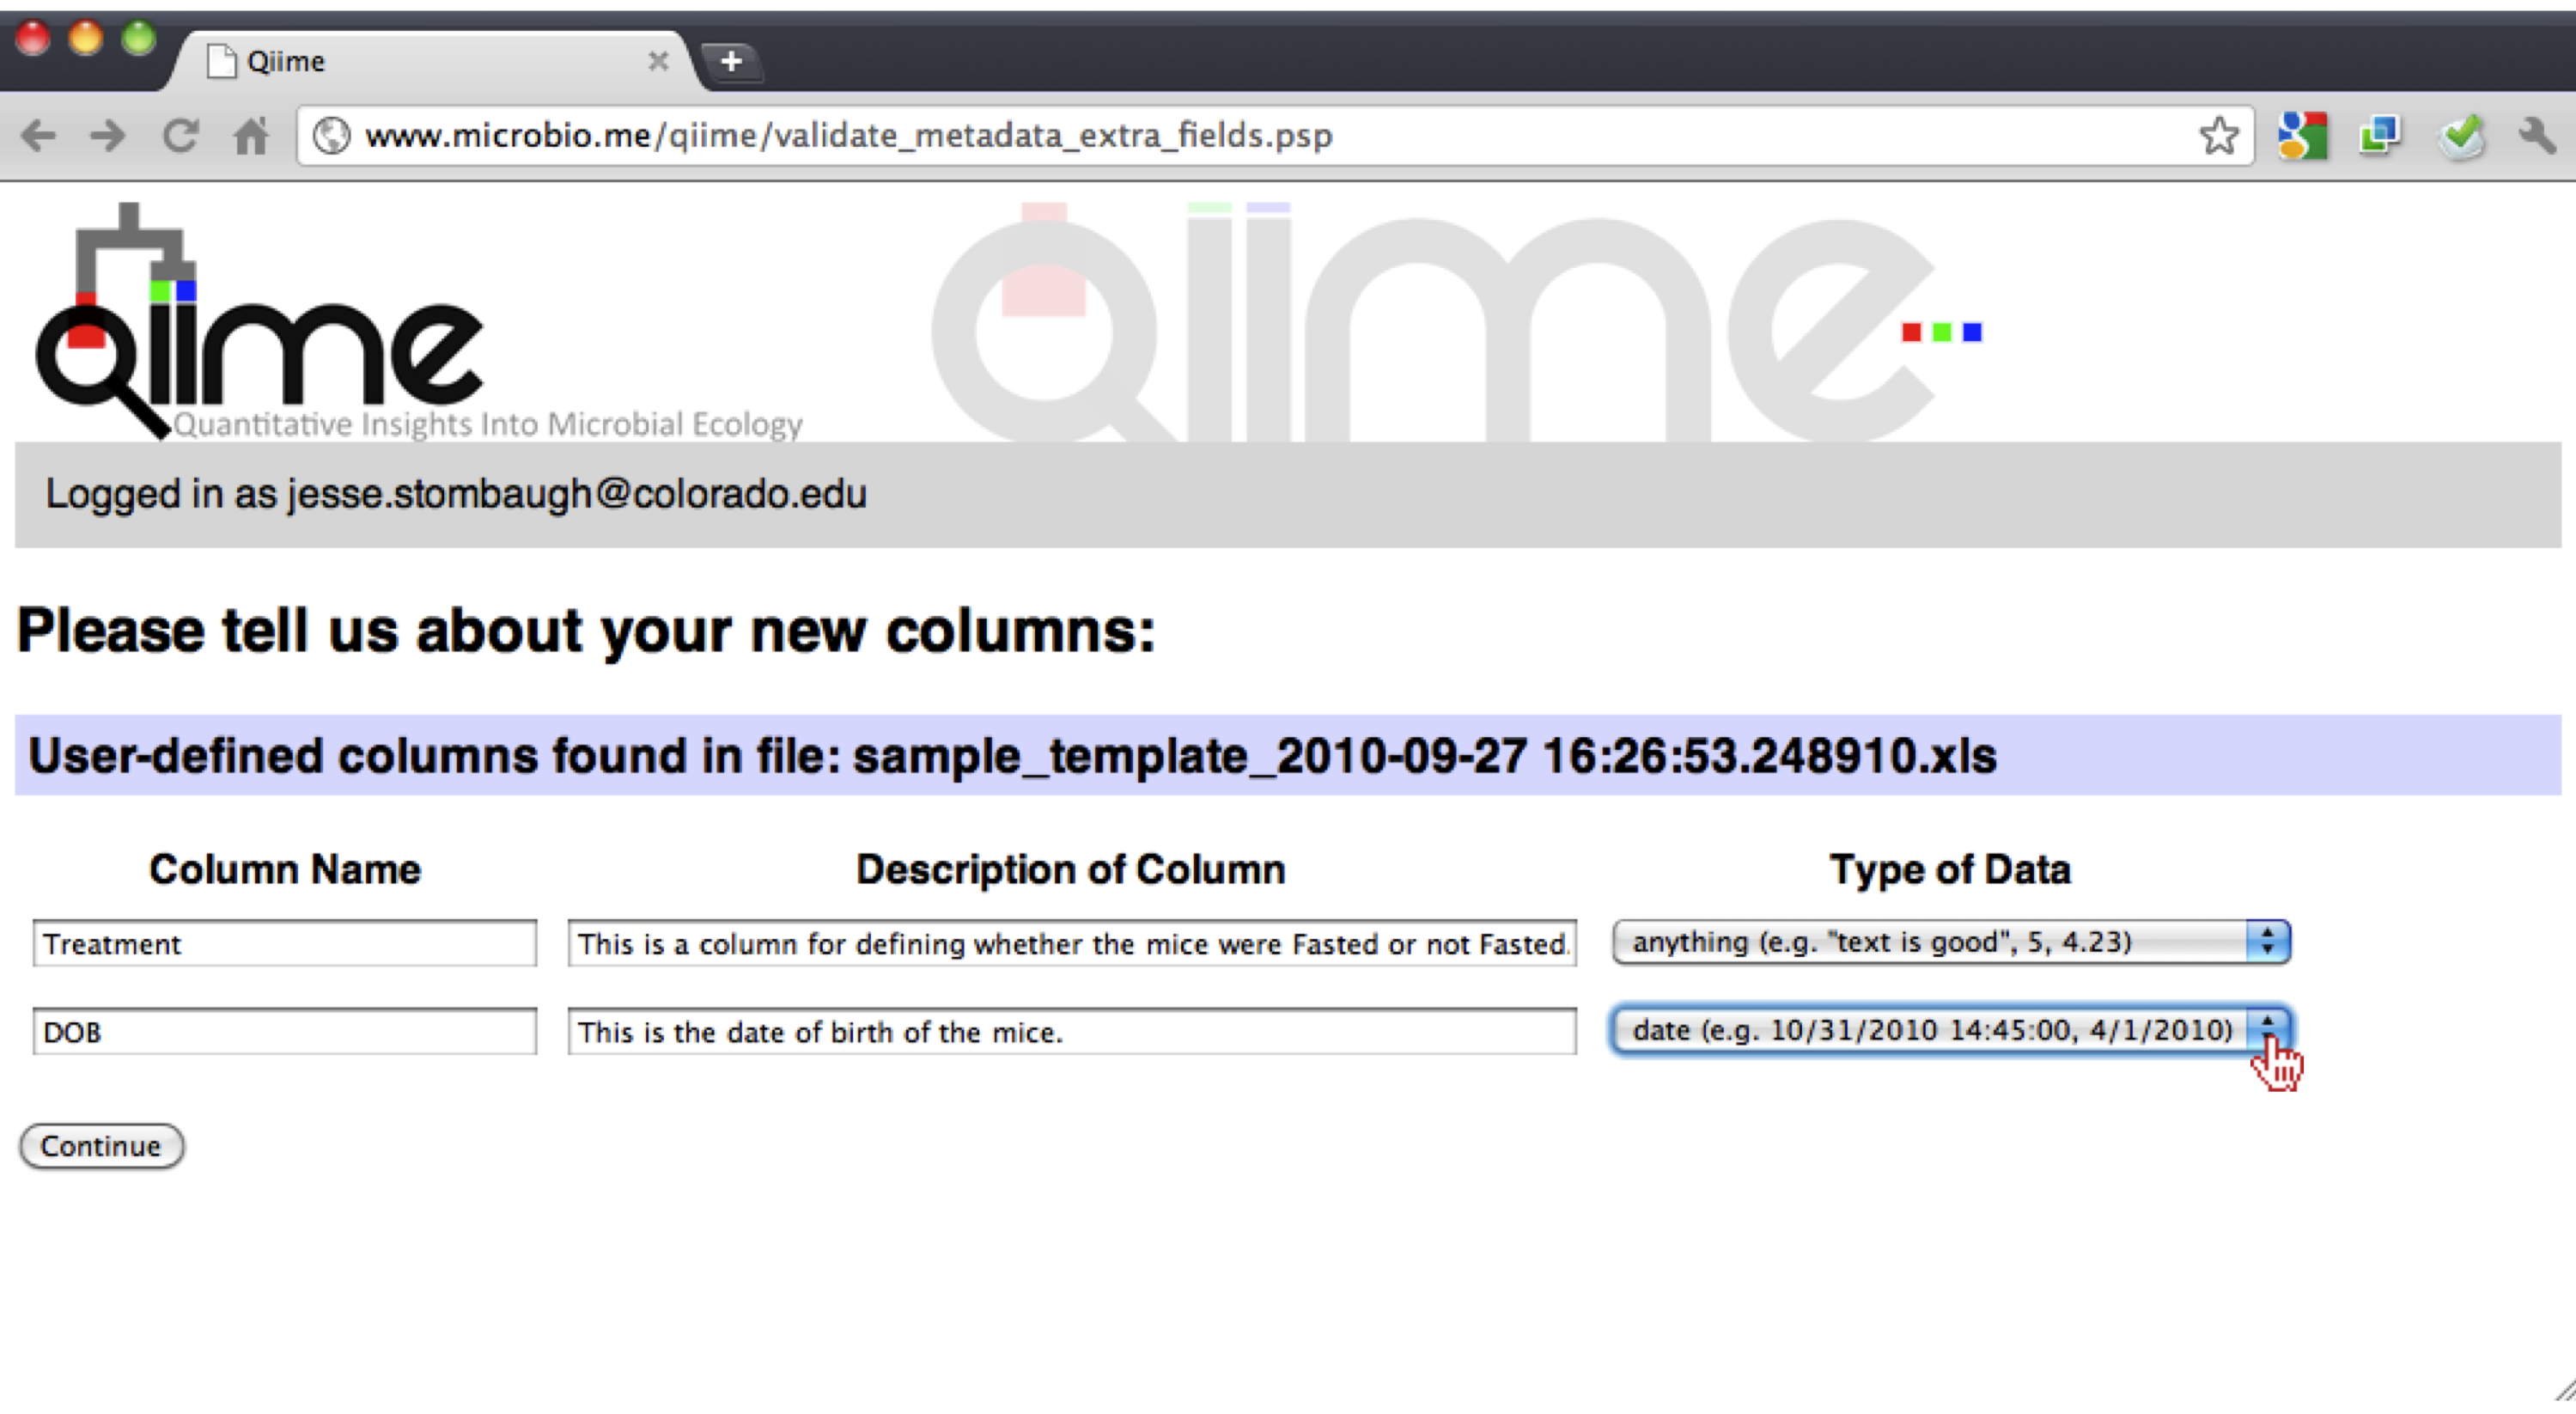 Qiime
www.microbio.me/qiime/validate_metadata_extra_fields.psp
Qiime Qiime
Quantitative Insights Into Microbial Ecology
Logged in as jesse.stombaugh@colorado.edu
Please tell us about your new columns:
User-defined columns found in file: sample_template_2010-09-27 16:26:53.248910.xls
Column Name Description of Column Type of Data
Treatment This is a column for defining whether the mice were Fasted or not Fasted. anything (e.g. "text is good", 5, 4.23)
DOB This is the date of birth of the mice. date (e.g. 10/31/2010 14:45:00, 4/1/2010)
Continue